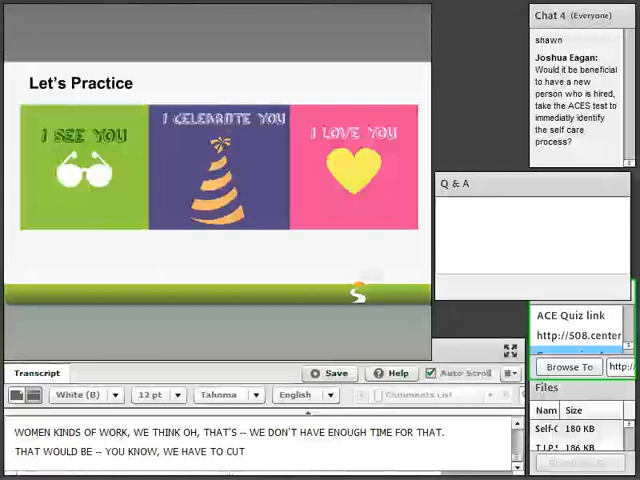 Let's Practice
I SEE YOU
I CELEBRATE YOU
I LOVE YOU
Chat 4 (Everyone)
shawn
Joshua Eagan:
Would it be beneficial
to have a new
person who is hired,
take the ACES test to
immediatly identify
the self care
process?
Q & A
ACE Quiz link
http://508.center
Browse To
http:/
Files
Nam
Size
Self-C
180 KB
T.I.P.S
186 KB
Transcript
Save
Help
Auto Scroll
White (B)
12 pt
Tahoma
English
Comments List
WOMEN KINDS OF WORK, WE THINK OH, THAT'S -- WE DON'T HAVE ENOUGH TIME FOR THAT.
THAT WOULD BE -- YOU KNOW, WE HAVE TO CUT